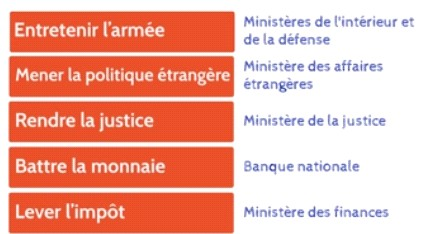 Entretenir l'armée
Ministères de l'intérieur et
de la défense
Mener la politique étrangère
Ministère des affaires
étrangères
Rendre la justice
Ministère de la justice
Battre la monnaie
Banque nationale
Lever l'impôt
Ministère des finances